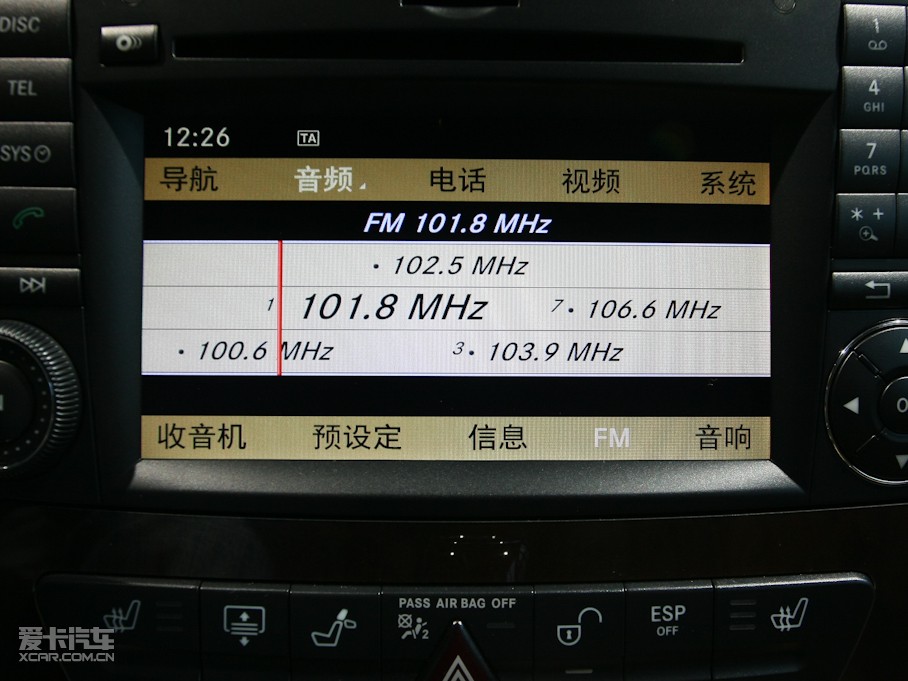 DISC
TEL
SYS
12:26 TA
导航 音频 电话 视频 系统
FM 101.8 MHz
· 102.5 MHz
1 101.8 MHz 7· 106.6 MHz
· 100.6 MHz 3· 103.9 MHz
收音机 预设定 信息 FM 音响
1
4 GHI
7 PQRS
* +
PASS AIR BAG OFF
2
ESP
OFF
爱卡汽车
XCAR.COM.CN